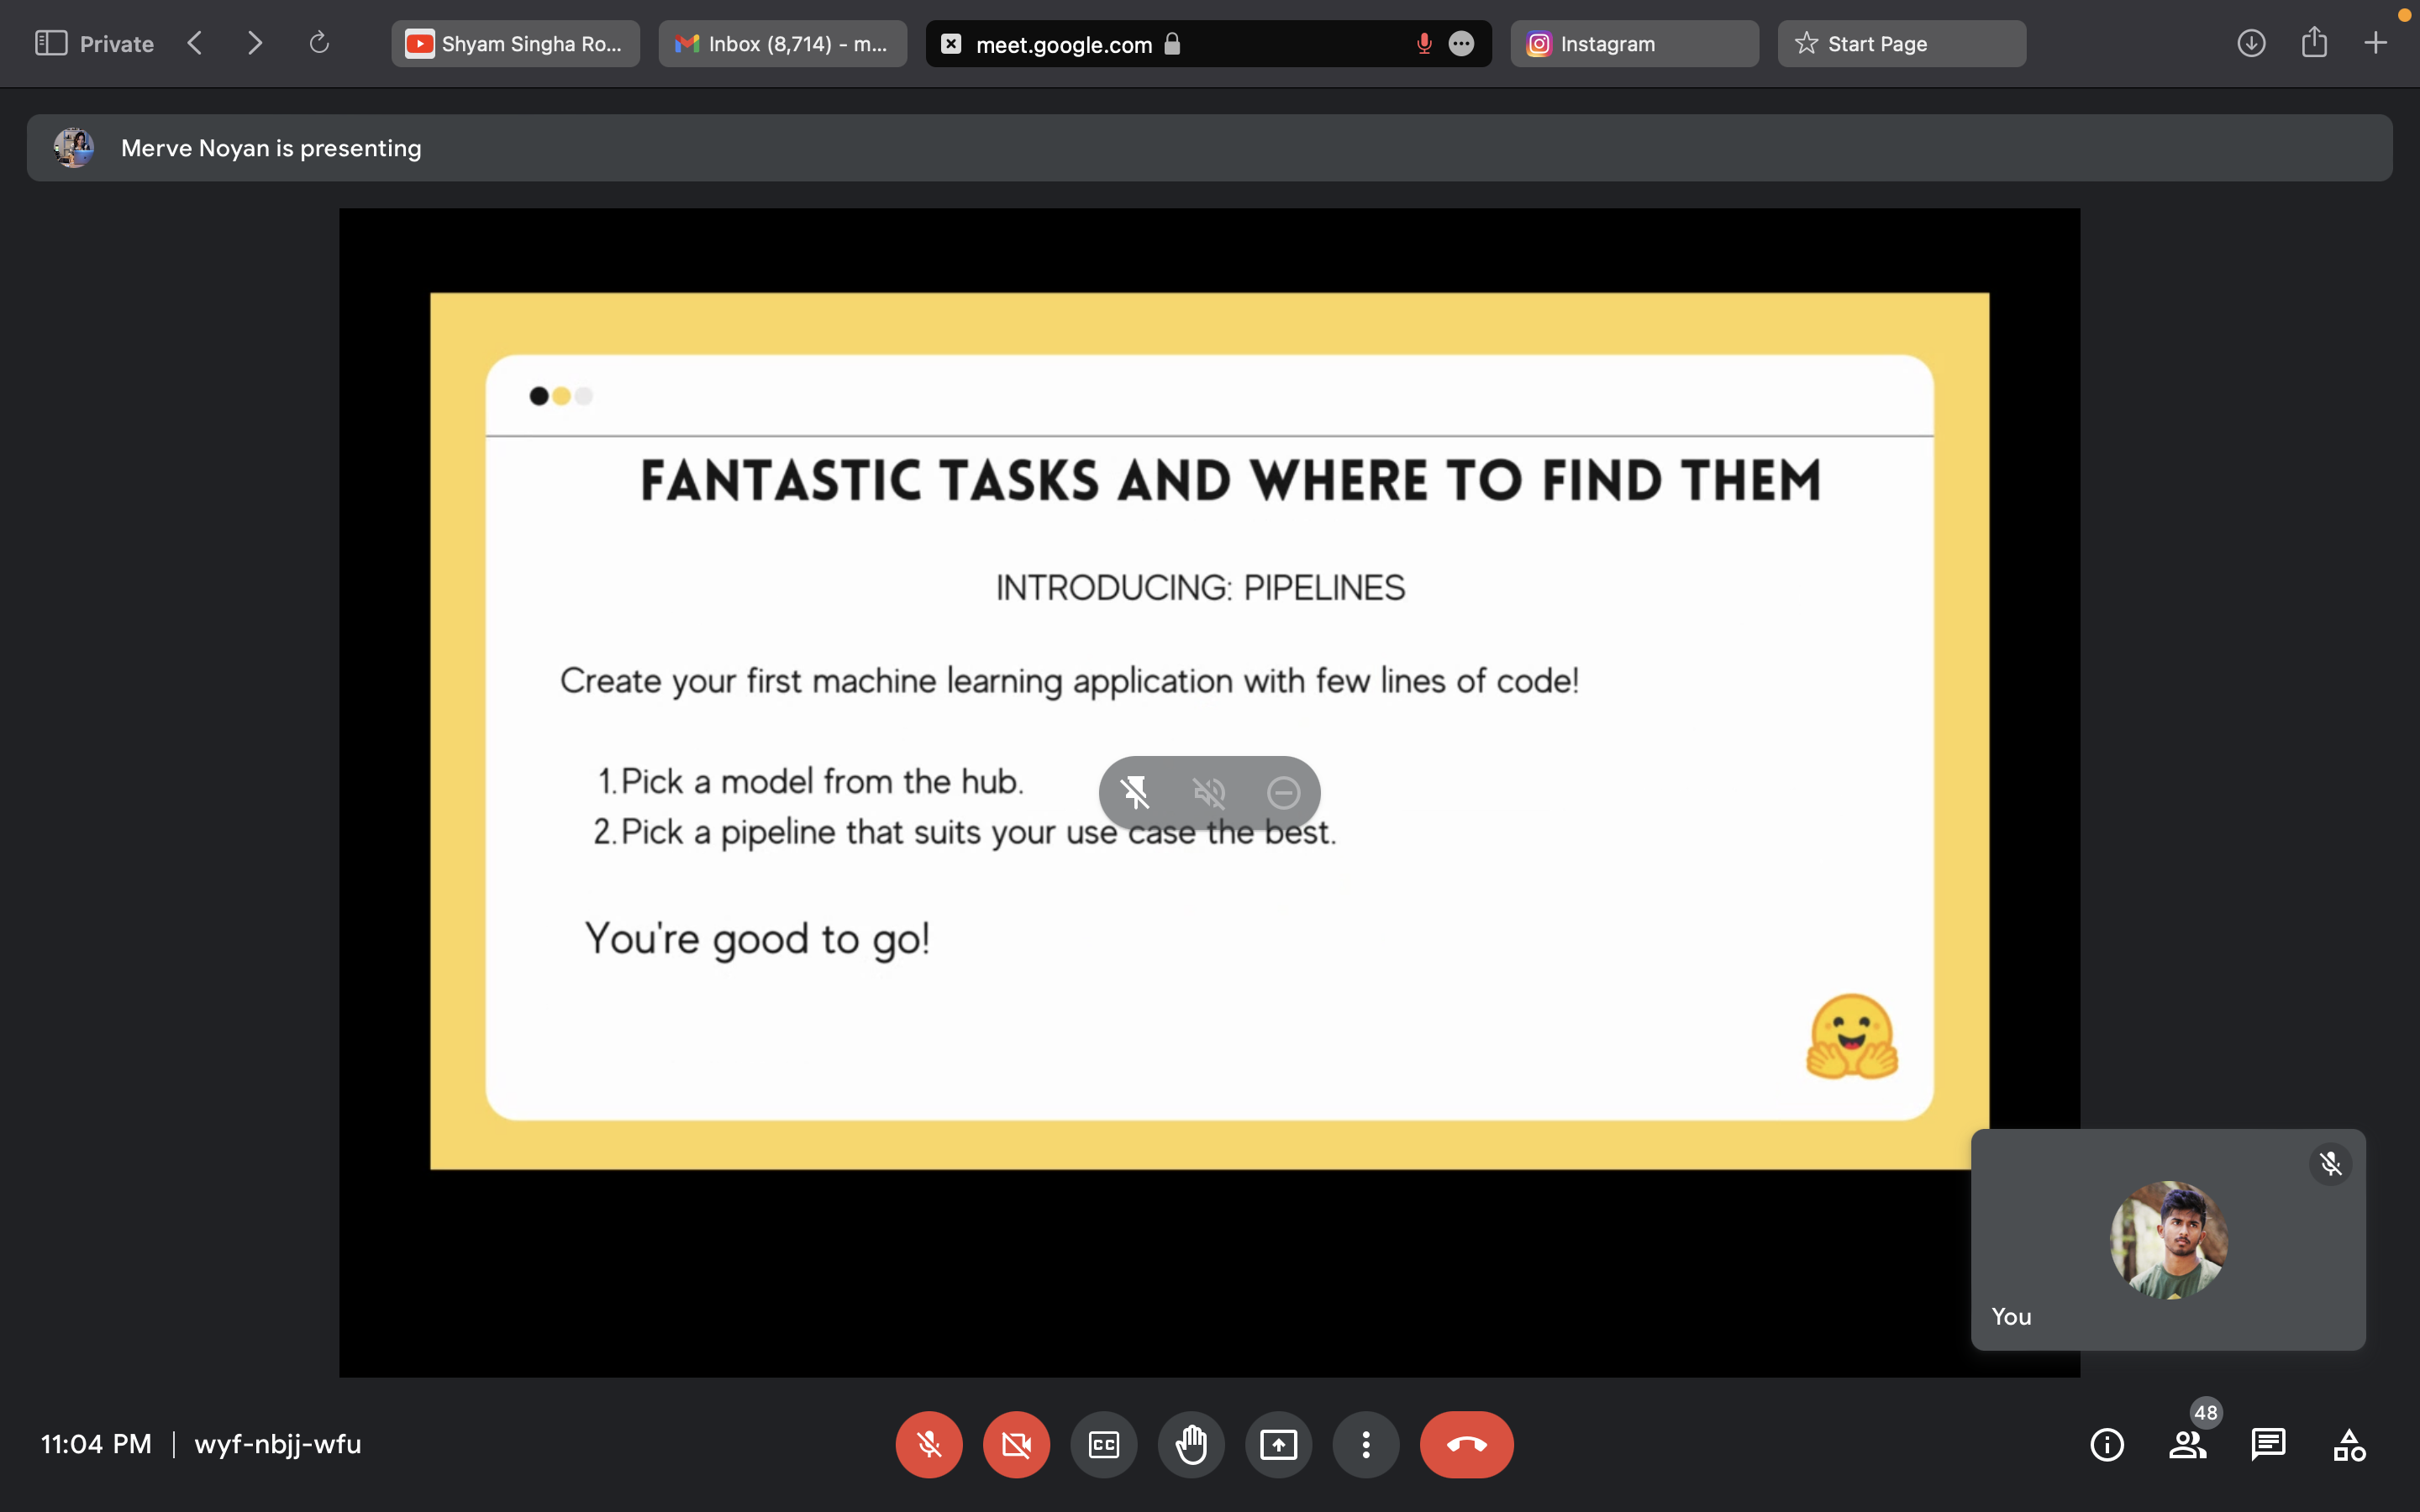 Private
Shyam Singha Ro...
Inbox (8,714) - m...
meet.google.com
Instagram
Start Page
Merve Noyan is presenting
FANTASTIC TASKS AND WHERE TO FIND THEM
INTRODUCING: PIPELINES
Create your first machine learning application with few lines of code!
1. Pick a model from the hub.
2. Pick a pipeline that suits your use case the best.
You're good to go!
You
11:04 PM | wyf-nbjj-wfu
CC
48